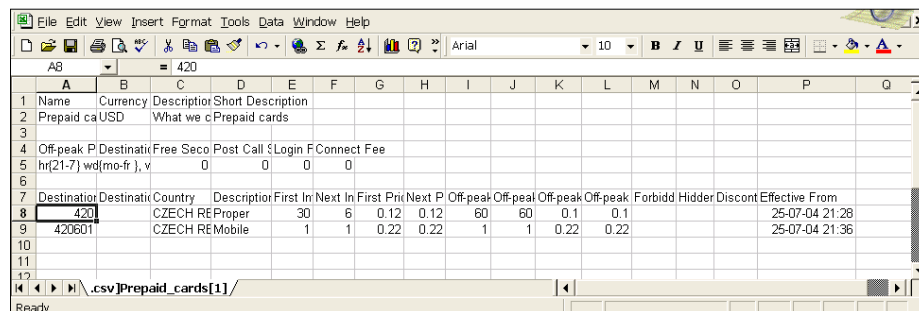 File Edit View Insert Format Tools Data Window Help
Arial 10 B I U
A8 = 420
A B C D E F G H I J K L M N O P Q
1 Name Currency Description Short Description
2 Prepaid ca USD What we c Prepaid cards
3
4 Off-peak P Destinatio Free Seco Post Call S Login F Connect Fee
5 hr{21-7} wd{mo-fr }, v 0 0 0 0
6
7 Destination Destinatio Country Description First In Next In First Pric Next P Off-peak Off-peak Off-peak Off-peak Forbidd Hidden Discont Effective From
8 420 CZECH RE Proper 30 6 0.12 0.12 60 60 0.1 0.1 25-07-04 21:28
9 420601 CZECH RE Mobile 1 1 0.22 0.22 1 1 0.22 0.22 25-07-04 21:36
10
11
12
.csv]Prepaid_cards[1]
Ready